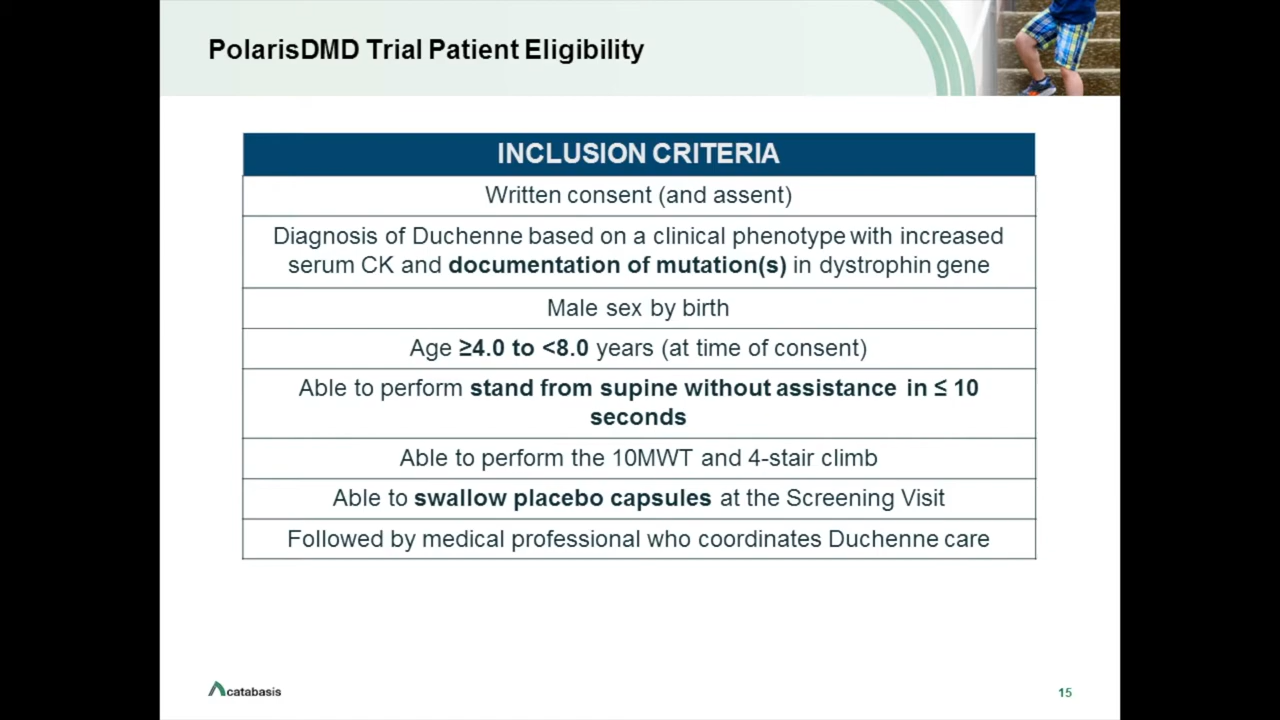 PolarisDMD Trial Patient Eligibility
INCLUSION CRITERIA
Written consent (and assent)
Diagnosis of Duchenne based on a clinical phenotype with increased
serum CK and documentation of mutation(s) in dystrophin gene
Male sex by birth
Age ≥4.0 to <8.0 years (at time of consent)
Able to perform stand from supine without assistance in ≤ 10
seconds
Able to perform the 10MWT and 4-stair climb
Able to swallow placebo capsules at the Screening Visit
Followed by medical professional who coordinates Duchenne care
catabasis
15